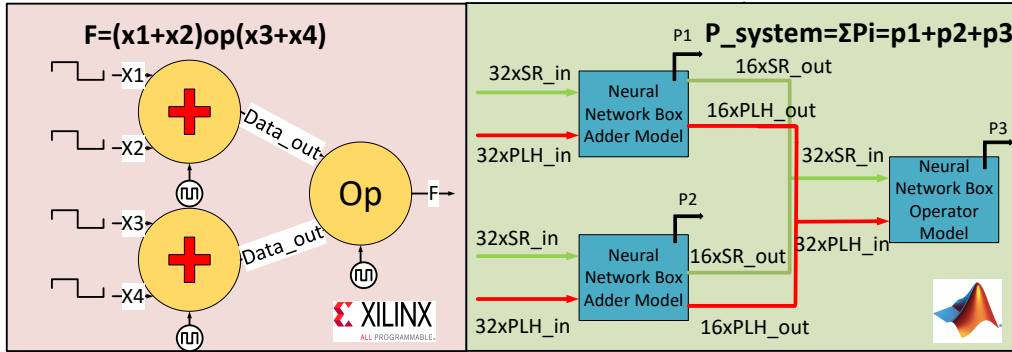 F=(x1+x2)op(x3+x4)
X1
X2
Data_out
Op
F
X3
X4
Data_out
XILINX
ALL PROGRAMMABLE.
P_system=ΣPi=p1+p2+p3
P1
32xSR_in
Neural
Network Box
Adder Model
16xSR_out
16xPLH_out
32xPLH_in
P3
32xSR_in
Neural
Network Box
Operator
Model
32xPLH_in
P2
32xSR_in
Neural
Network Box
Adder Model
16xSR_out
32xPLH_in
16xPLH_out